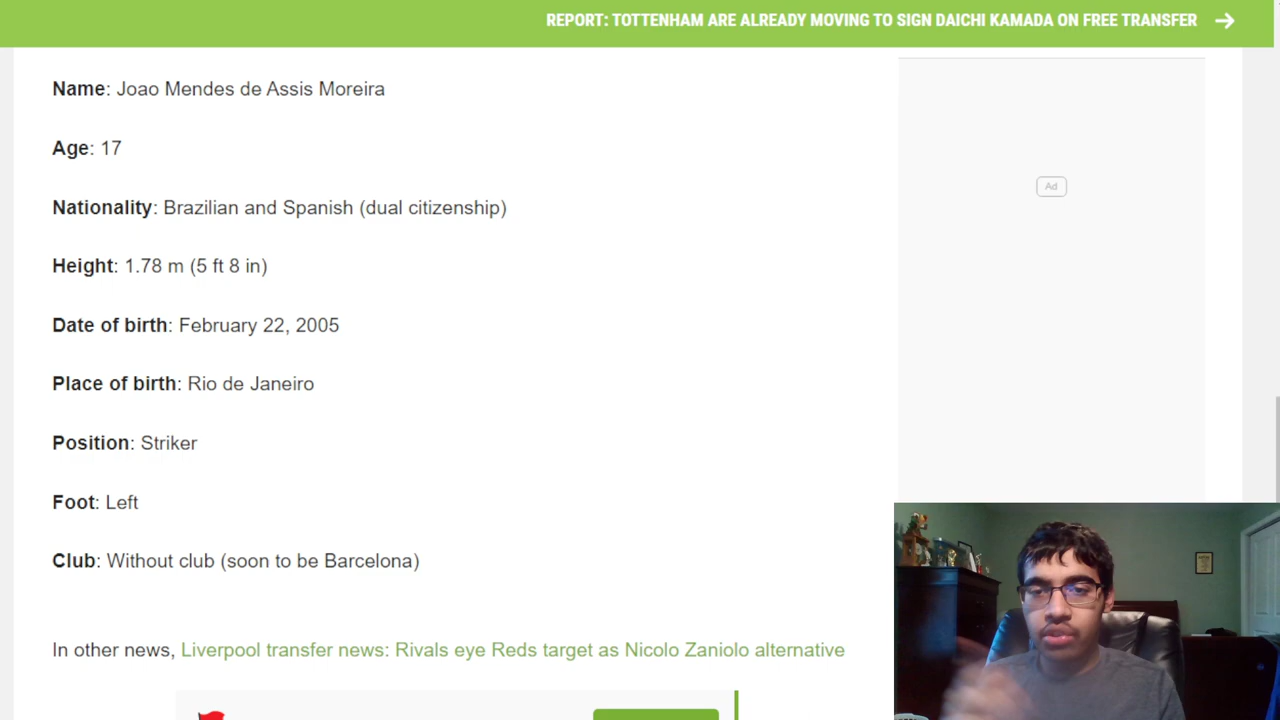 REPORT: TOTTENHAM ARE ALREADY MOVING TO SIGN DAICHI KAMADA ON FREE TRANSFER
Name: Joao Mendes de Assis Moreira
Age: 17
Nationality: Brazilian and Spanish (dual citizenship)
Height: 1.78 m (5 ft 8 in)
Date of birth: February 22, 2005
Place of birth: Rio de Janeiro
Position: Striker
Foot: Left
Club: Without club (soon to be Barcelona)
In other news, Liverpool transfer news: Rivals eye Reds target as Nicolo Zaniolo alternative
Ad